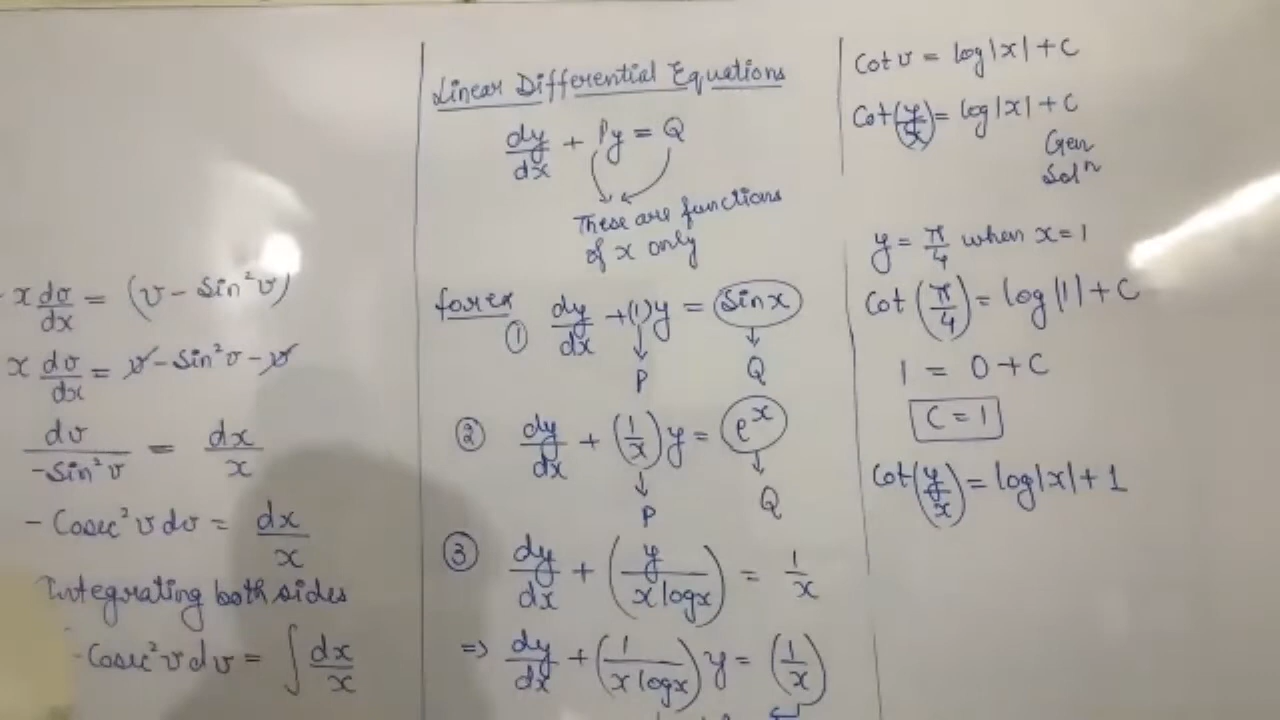 x dv/dx = (v - Sin²v)
x dv/dx = v - Sin²v - v
dv/-Sin²v = dx/x
- Cosec²v dv = dx/x
Integrating both sides
- Cosec²v dv = ∫ dx/x
Linear Differential Equations
dy/dx + Py = Q
These are functions
of x only
for ex
① dy/dx + (1)y = Sinx
P Q
② dy/dx + (1/x)y = e^x
P Q
③ dy/dx + (y/x logx) = 1/x
=> dy/dx + (1/x logx) y = (1/x)
Cot v = log|x| + C
Cot(y/x) = log|x| + C
Gen
Solⁿ
y = π/4 when x=1
Cot (π/4) = log|1| + C
1 = 0 + C
C = 1
Cot(y/x) = log|x| + 1